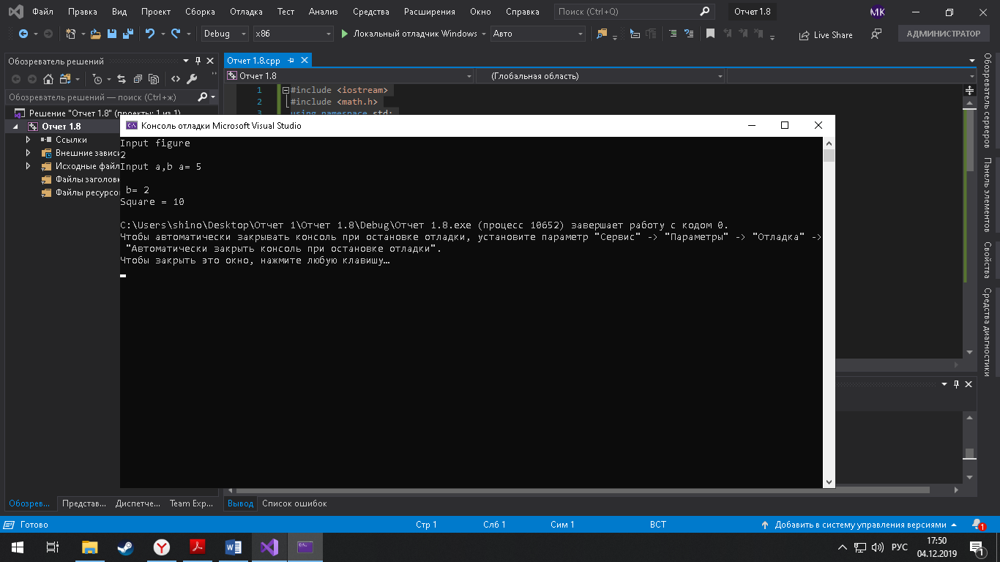 Файл Правка Вид Проект Сборка Отладка Тест Анализ Средства Расширения Окно Справка Поиск (Ctrl+Q) Отчет 1.8 MK
Debug x86 Локальный отладчик Windows Авто Live Share АДМИНИСТРАТОР
Обозреватель решений
Обозреватель решений — поиск (Ctrl+ж)
Решение "Отчет 1.8" (проекты: 1 из 1)
Отчет 1.8
Ссылки
Внешние зависи
Исходные файл
Файлы заголовк
Файлы ресурсо
Отчет 1.8.cpp
Отчет 1.8 (Глобальная область)
1 #include <iostream>
2 #include <math.h>
3 using namespace std;
Консоль отладки Microsoft Visual Studio
Input figure
2
Input a,b a= 5
b= 2
Square = 10
C:\Users\shino\Desktop\Отчет 1\Отчет 1.8\Debug\Отчет 1.8.exe (процесс 10652) завершает работу с кодом 0.
Чтобы автоматически закрывать консоль при остановке отладки, установите параметр "Сервис" -> "Параметры" -> "Отладка" ->
"Автоматически закрыть консоль при остановке отладки".
Чтобы закрыть это окно, нажмите любую клавишу…
Обозреватель серверов
Панель элементов
Свойства
Средства диагностики
Обозрев... Представ... Диспетче... Team Exp...
Вывод Список ошибок
Готово Стр 1 Слб 1 Сим 1 ВСТ Добавить в систему управления версиями 1
РУС 17:50
04.12.2019 1